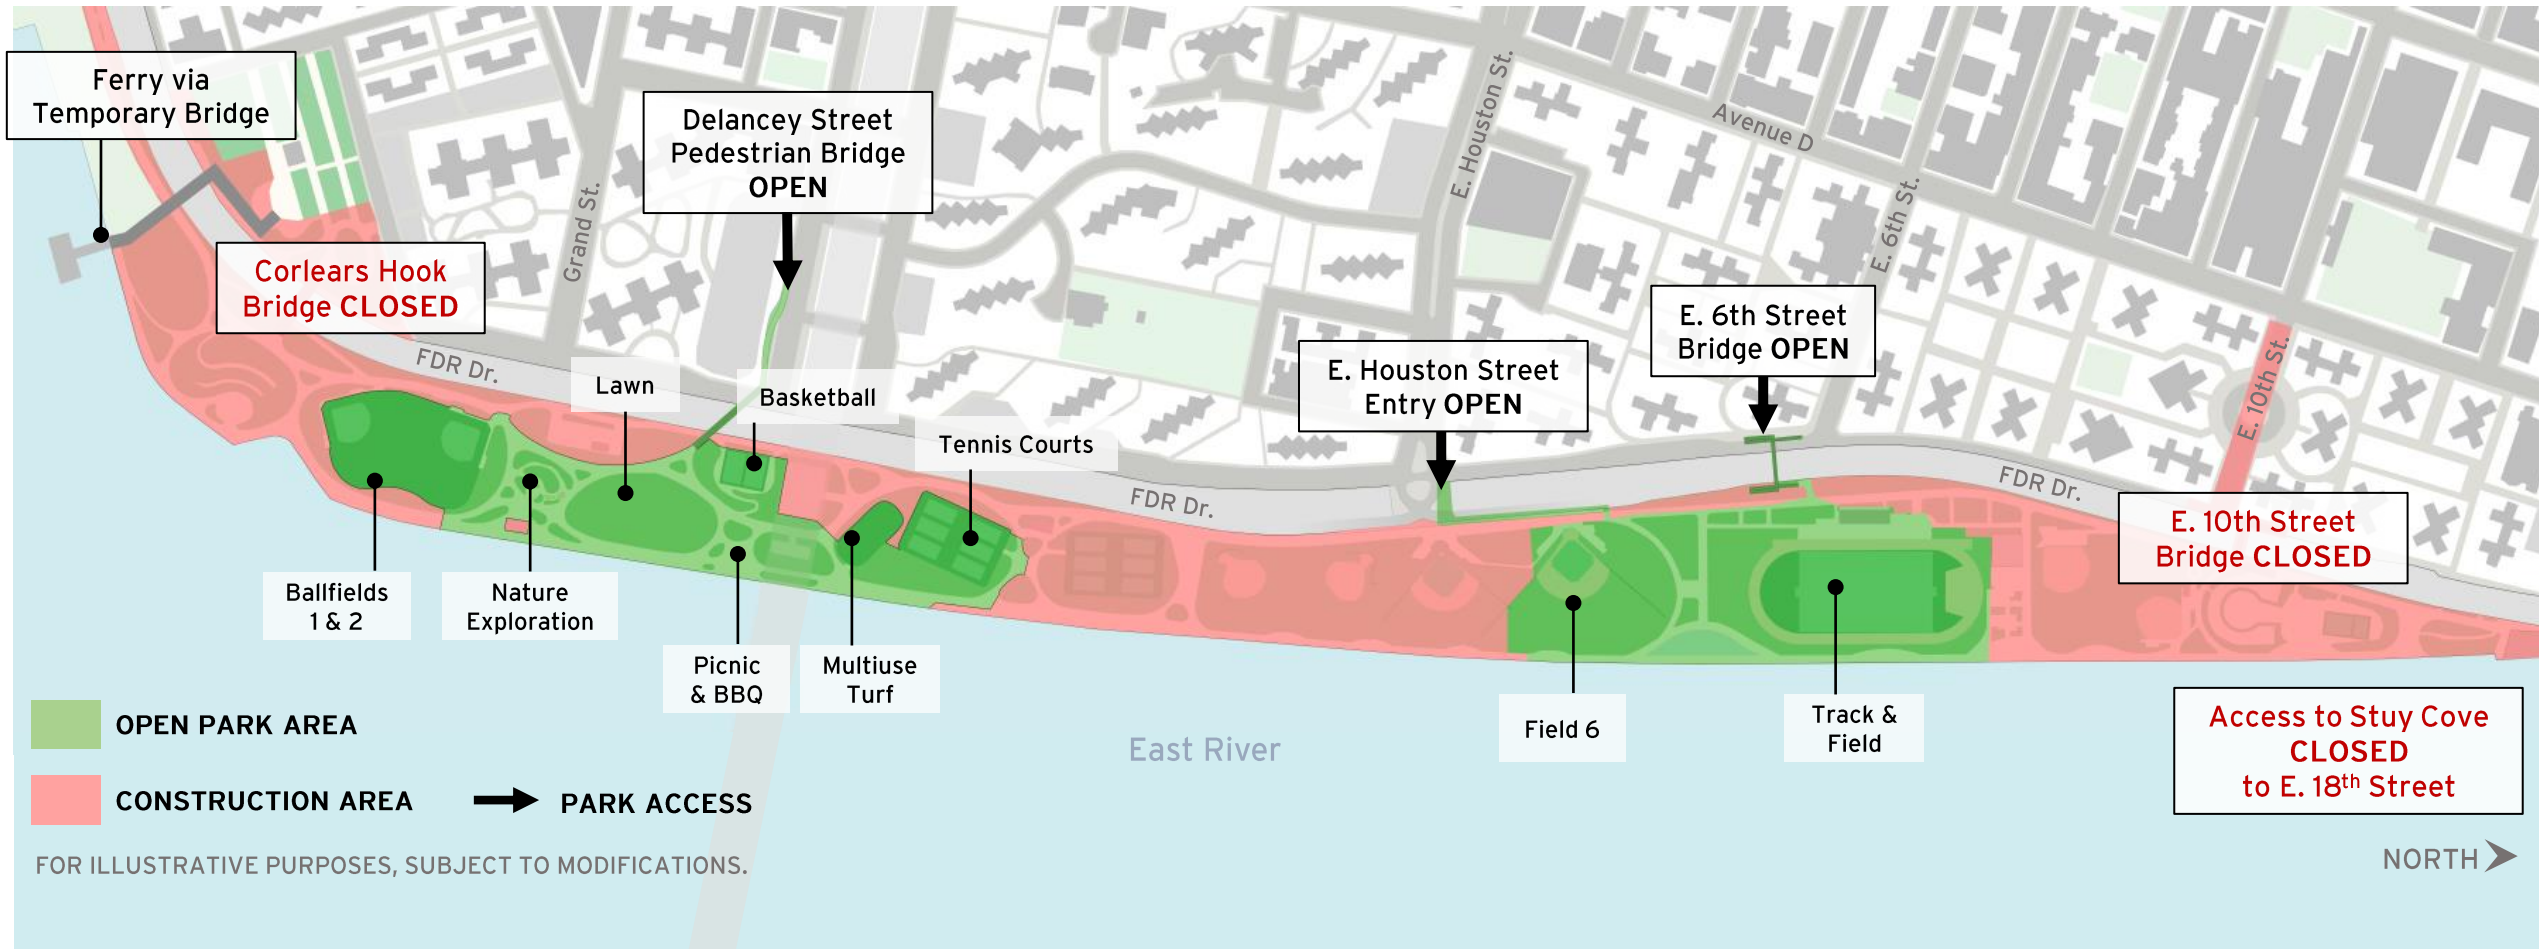 Ferry via
Temporary Bridge
Delancey Street
Pedestrian Bridge
OPEN
Corlears Hook
Bridge CLOSED
Grand St.
E. Houston St.
Avenue D
E. 6th St.
E. 10th St.
E. 6th Street
Bridge OPEN
E. Houston Street
Entry OPEN
FDR Dr.
Lawn
Basketball
Tennis Courts
FDR Dr.
FDR Dr.
E. 10th Street
Bridge CLOSED
Ballfields
1 & 2
Nature
Exploration
Picnic
& BBQ
Multiuse
Turf
Field 6
Track &
Field
OPEN PARK AREA
CONSTRUCTION AREA
PARK ACCESS
East River
Access to Stuy Cove
CLOSED
to E. 18th Street
FOR ILLUSTRATIVE PURPOSES, SUBJECT TO MODIFICATIONS.
NORTH